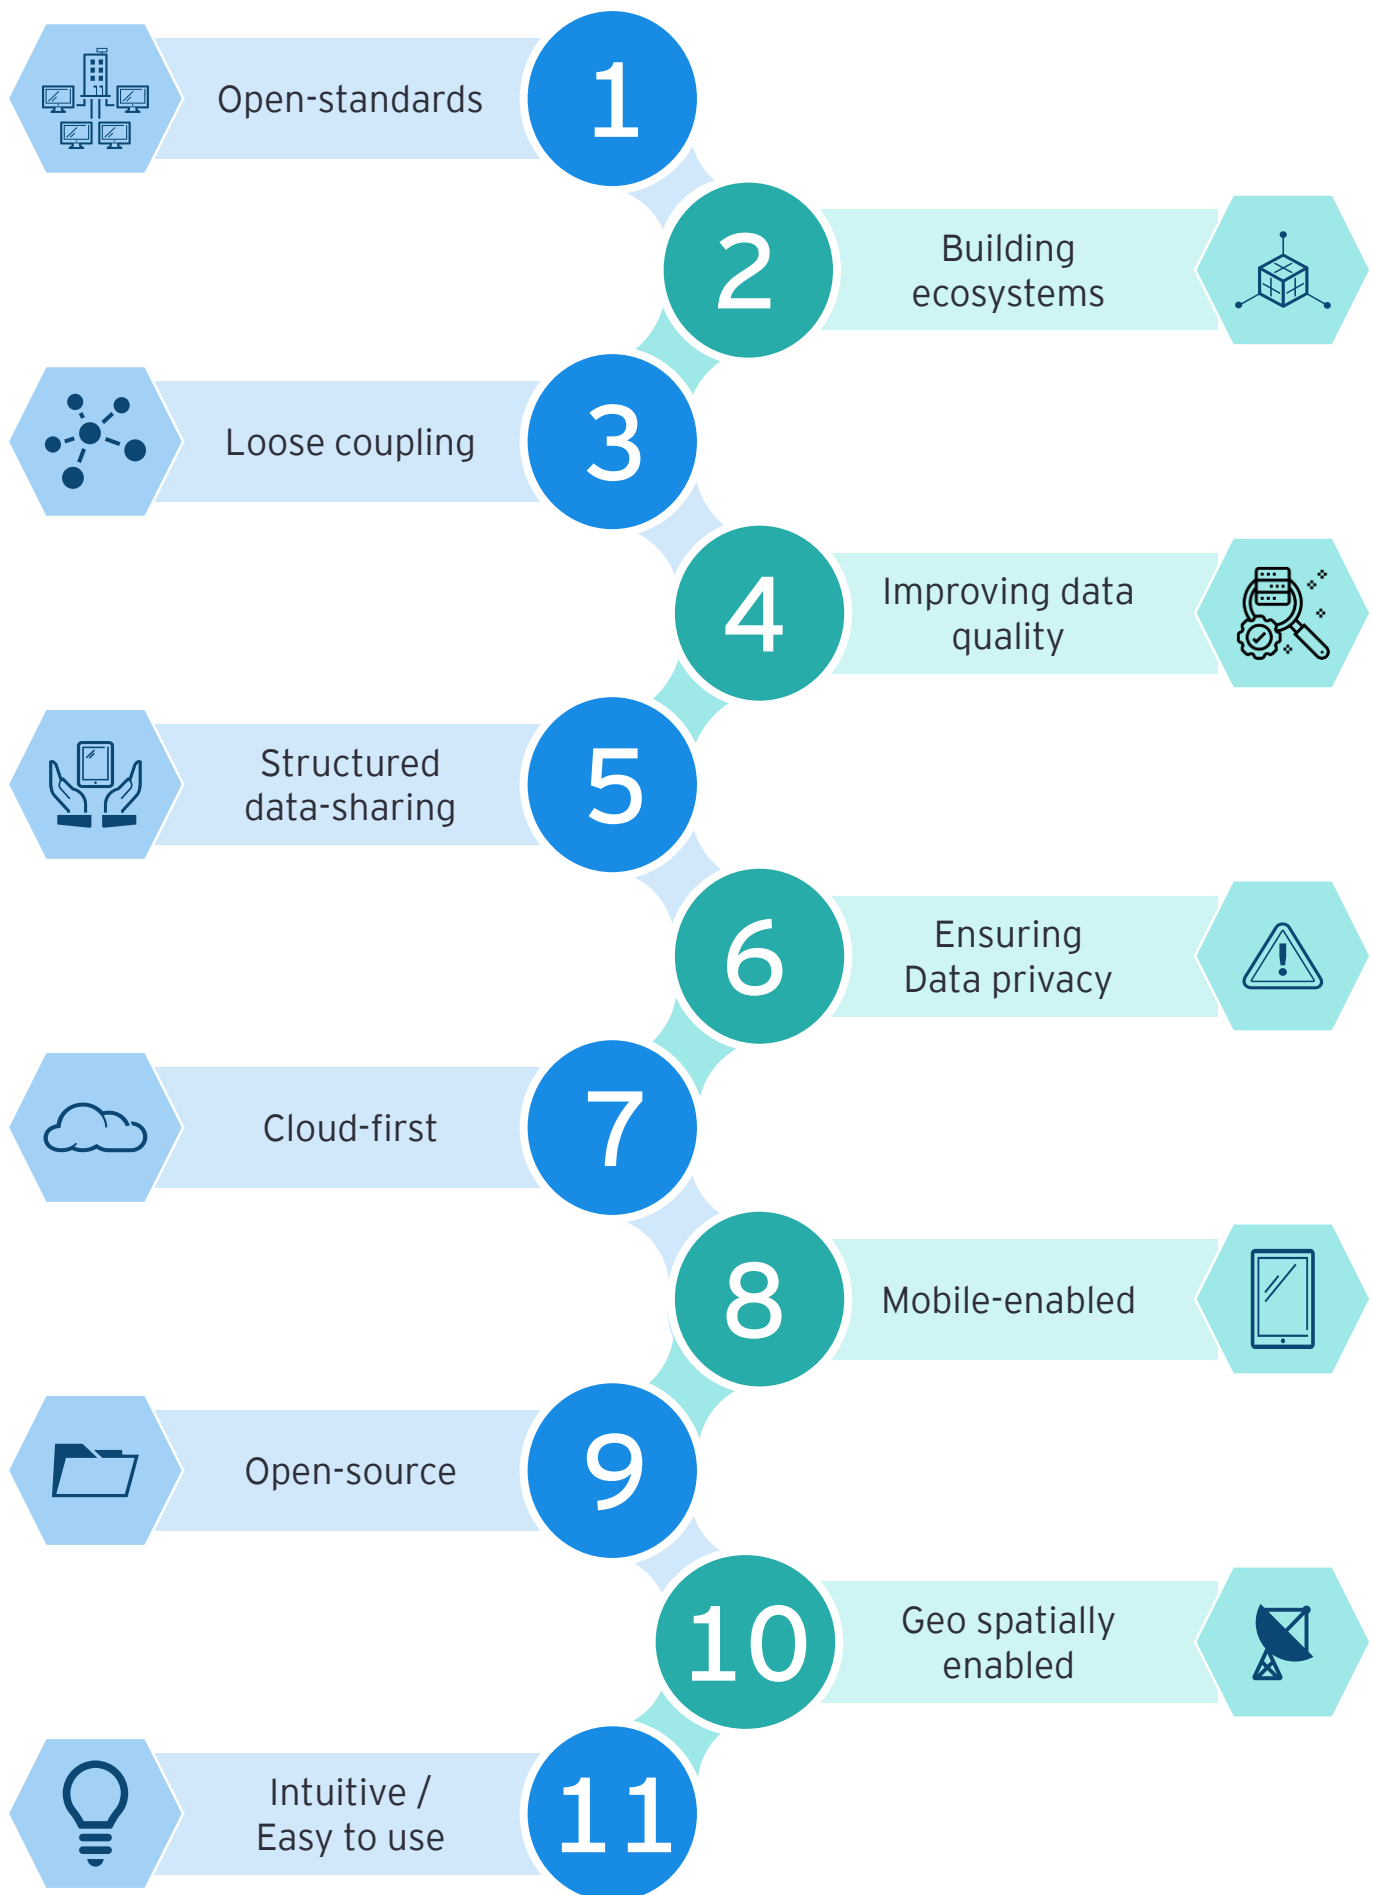 Open-standards
1
2
Building
ecosystems
Loose coupling
3
4
Improving data
quality
Structured
data-sharing
5
6
Ensuring
Data privacy
Cloud-first
7
8
Mobile-enabled
Open-source
9
10
Geo spatially
enabled
Intuitive /
Easy to use
11